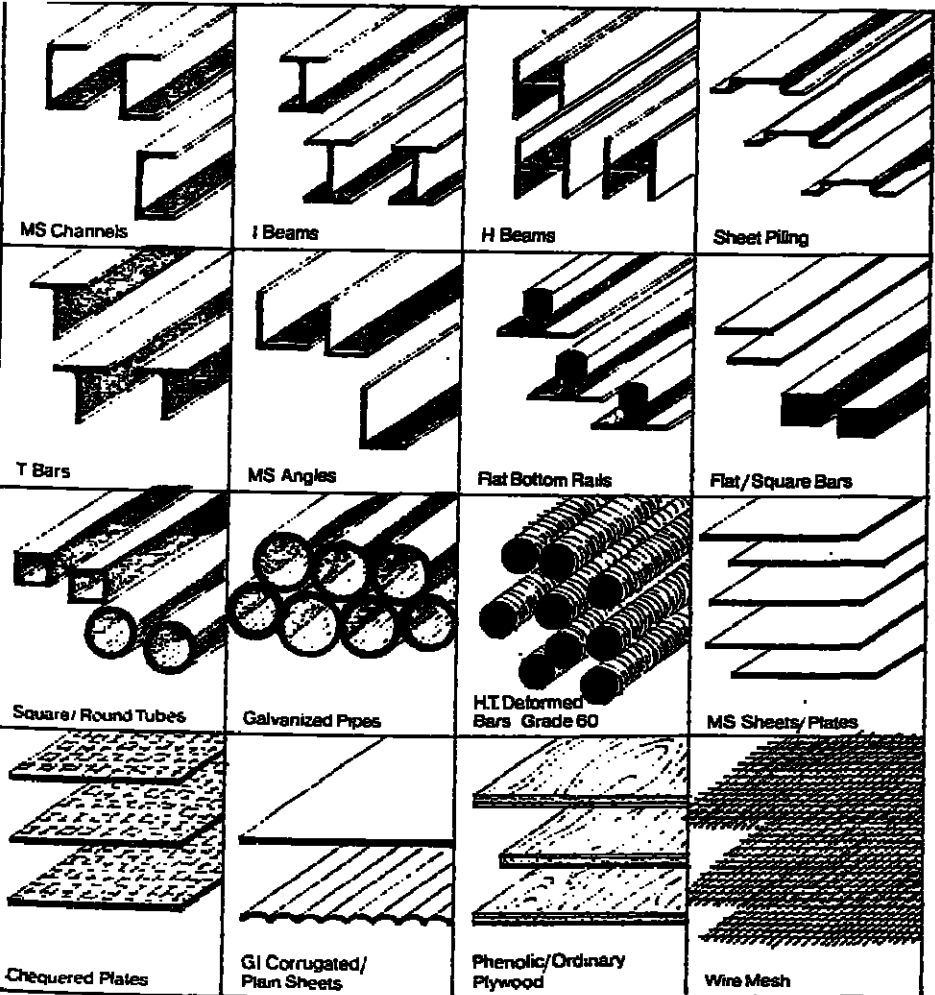 MS Channels
I Beams
H Beams
Sheet Piling
T Bars
MS Angles
Flat Bottom Rails
Flat/Square Bars
Square/Round Tubes
Galvanized Pipes
H.T. Deformed
Bars Grade 60
MS Sheets/Plates
Chequered Plates
GI Corrugated/
Plain Sheets
Phenolic/Ordinary
Plywood
Wire Mesh